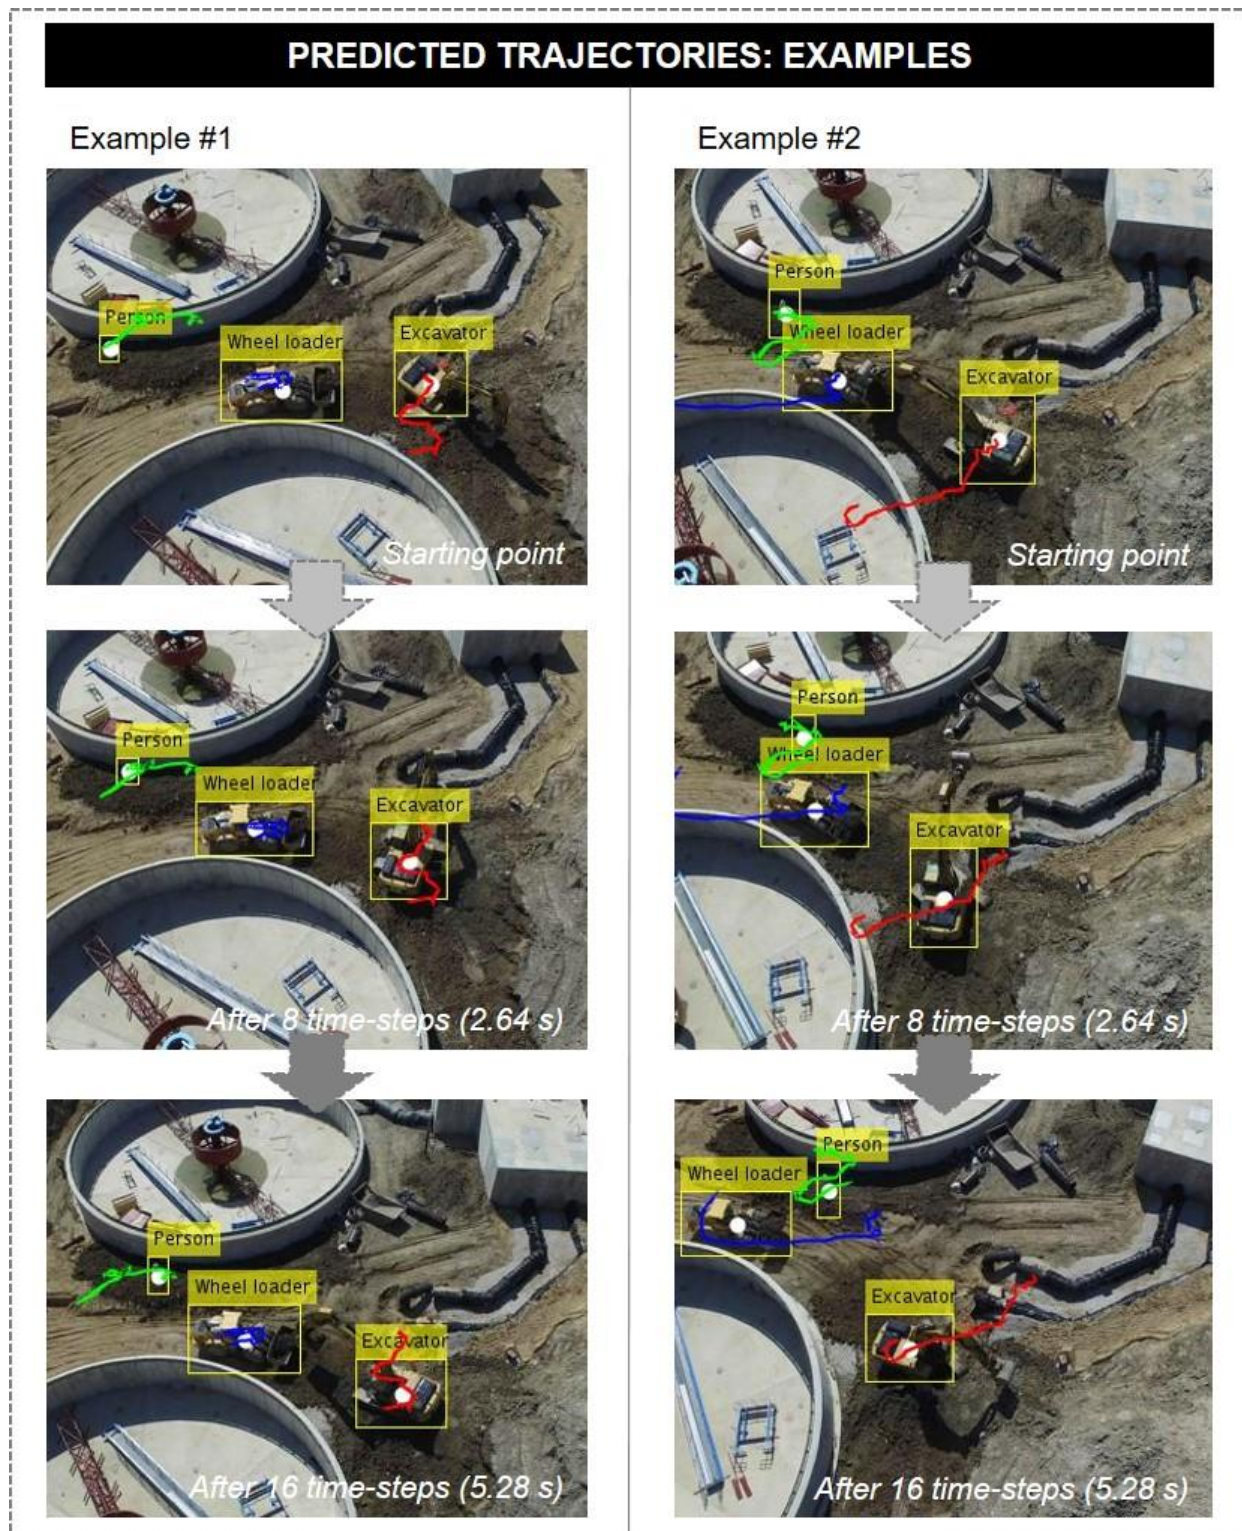 PREDICTED TRAJECTORIES: EXAMPLES
Example #1
Person
Wheel loader
Excavator
Starting point
Person
Wheel loader
Excavator
After 8 time-steps (2.64 s)
Person
Wheel loader
Excavator
After 16 time-steps (5.28 s)
Example #2
Person
Wheel loader
Excavator
Starting point
Person
Wheel loader
Excavator
After 8 time-steps (2.64 s)
Person
Wheel loader
Excavator
After 16 time-steps (5.28 s)